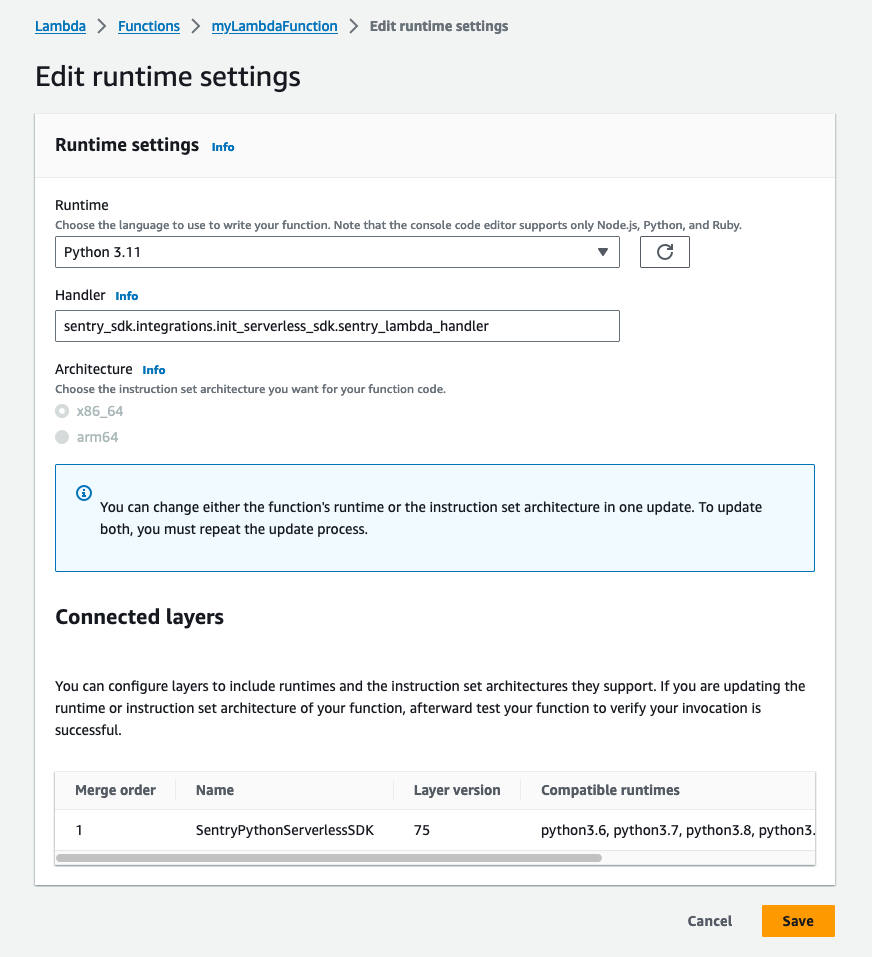 Lambda > Functions > myLambdaFunction > Edit runtime settings
Edit runtime settings
Runtime settings Info
Runtime
Choose the language to use to write your function. Note that the console code editor supports only Node.js, Python, and Ruby.
Python 3.11
Handler Info
sentry_sdk.integrations.init_serverless_sdk.sentry_lambda_handler
Architecture Info
Choose the instruction set architecture you want for your function code.
x86_64
arm64
You can change either the function's runtime or the instruction set architecture in one update. To update
both, you must repeat the update process.
Connected layers
You can configure layers to include runtimes and the instruction set architectures they support. If you are updating the
runtime or instruction set architecture of your function, afterward test your function to verify your invocation is
successful.
Merge order Name Layer version Compatible runtimes
1 SentryPythonServerlessSDK 75 python3.6, python3.7, python3.8, python3.
Cancel Save